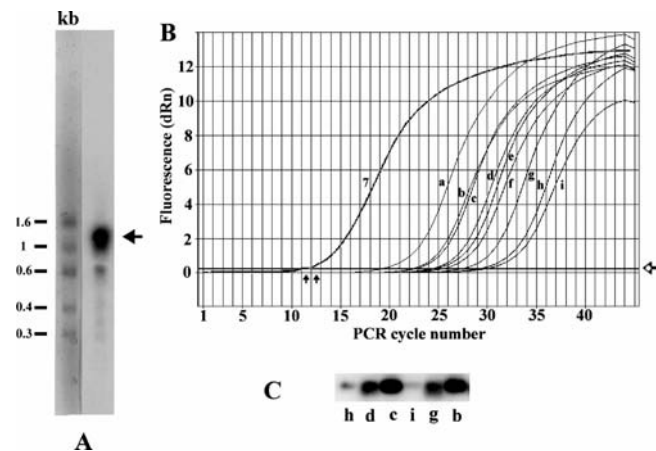 kb
1.6
1
0.6
0.4
0.3
A
B
Fluorescence (dRn)
12
10
8
6
4
2
0
7
a
b
c
d
e
f
g
h
i
1 5 10 15 20 25 30 35 40
PCR cycle number
C
h d c i g b